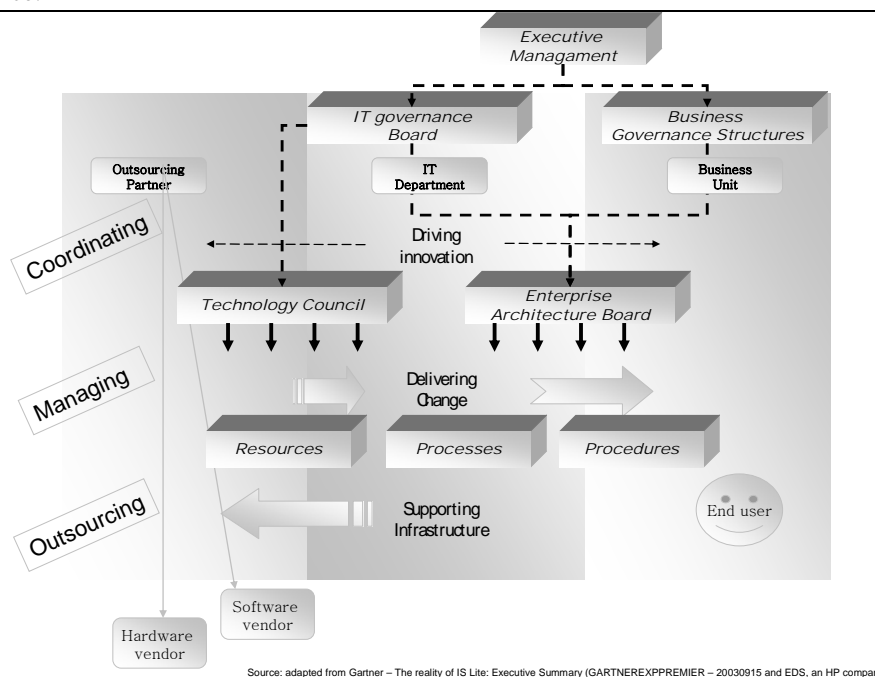 Executive
Managament
IT governance
Board
Business
Governance Structures
Outsourcing
Partner
IT
Department
Business
Unit
Coordinating
Driving
innovation
Technology Council
Enterprise
Architecture Board
Managing
Delivering
Change
Resources
Processes
Procedures
Outsourcing
Supporting
Infrastructure
End user
Software
vendor
Hardware
vendor
Source: adapted from Gartner – The reality of IS Lite: Executive Summary (GARTNEREXPPREMIER – 20030915 and EDS, an HP compa